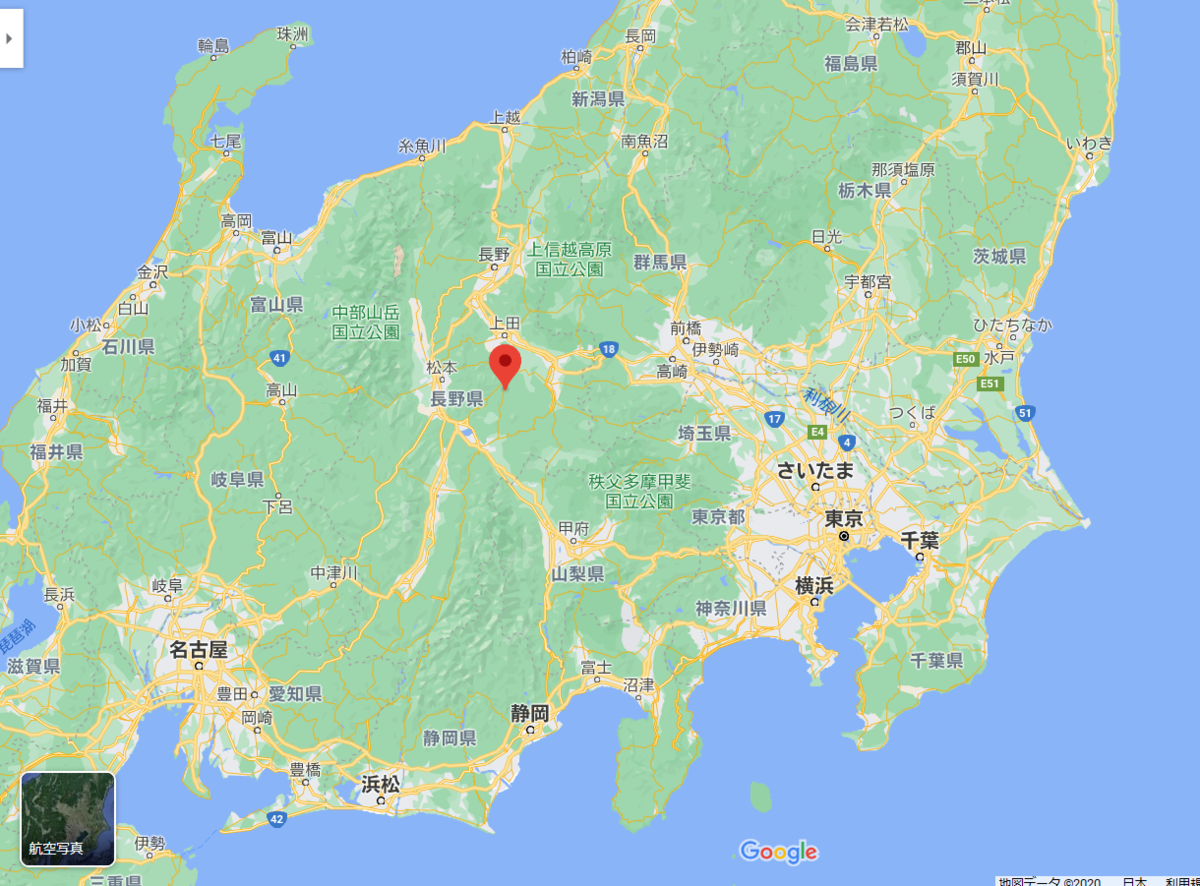 二本松
会津若松
長岡
珠洲
輪島
郡山
柏崎
福島県
須賀川
新潟県
上越
七尾
南魚沼
いわき
糸魚川
那須塩原
栃木県
高岡
富山
日光
長野
上信越高原
国立公園
群馬県
茨城県
金沢
宇都宮
白山
富山県
中部山岳
国立公園
小松
上田
前橋
ひたちなか
石川県
18
伊勢崎
41
E50
水戸
加賀
松本
高崎
E51
高山
長野県
利根川
福井
17
つくば
51
E4
埼玉県
4
福井県
さいたま
岐阜県
秩父多摩甲斐
国立公園
下呂
東京都
東京
甲府
千葉
中津川
山梨県
岐阜
横浜
長浜
神奈川県
琵琶湖
名古屋
滋賀県
富士
千葉県
沼津
豊田
愛知県
岡崎
静岡
静岡県
豊橋
浜松
42
伊勢
航空写真
Google
三重県
地図データ ©2020
日本
利用規